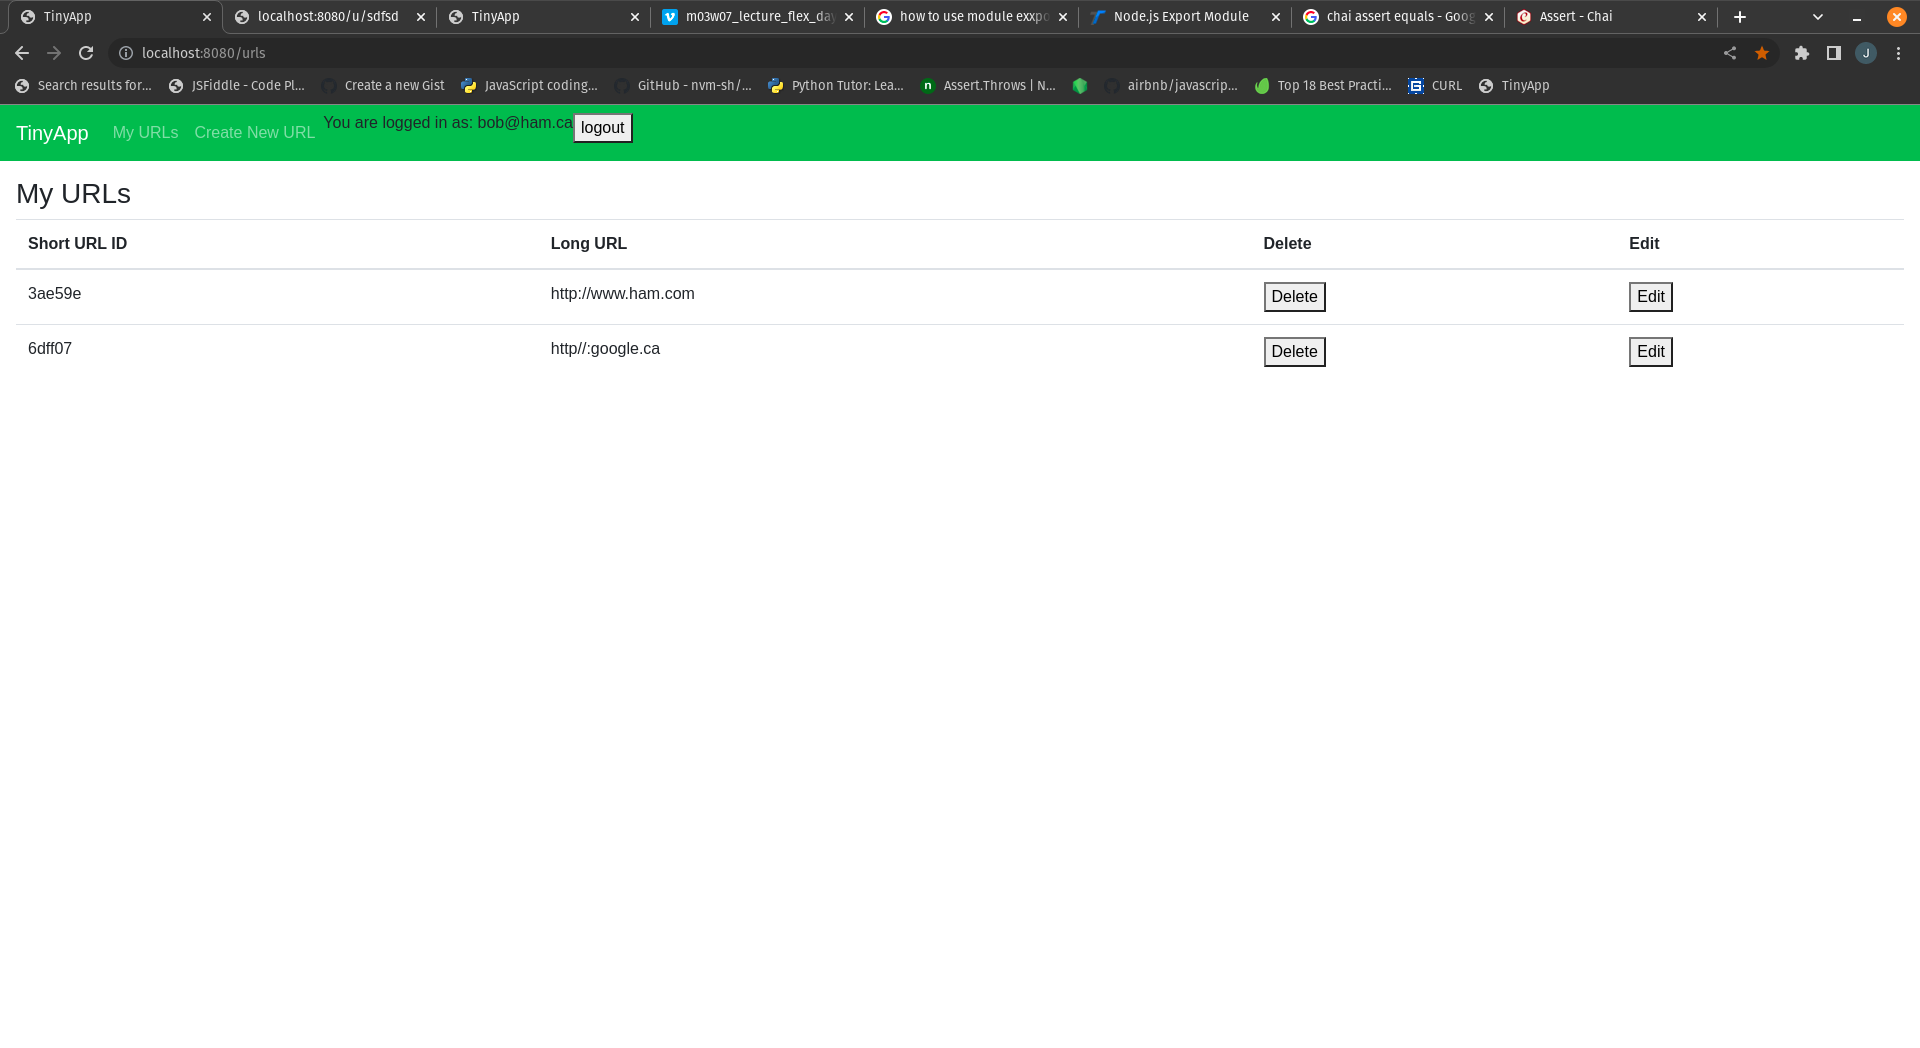 TinyApp localhost:8080/u/sdfsd TinyApp m03w07_lecture_flex_day how to use module exxpo Node.js Export Module chai assert equals - Goog Assert - Chai
localhost:8080/urls J
Search results for... JSFiddle - Code Pl... Create a new Gist JavaScript coding... GitHub - nvm-sh/... Python Tutor: Lea... n Assert.Throws | N... airbnb/javascrip... Top 18 Best Practi... CURL TinyApp
TinyApp My URLs Create New URL You are logged in as: bob@ham.ca logout
My URLs
Short URL ID Long URL Delete Edit
3ae59e http://www.ham.com Delete Edit
6dff07 http//:google.ca Delete Edit